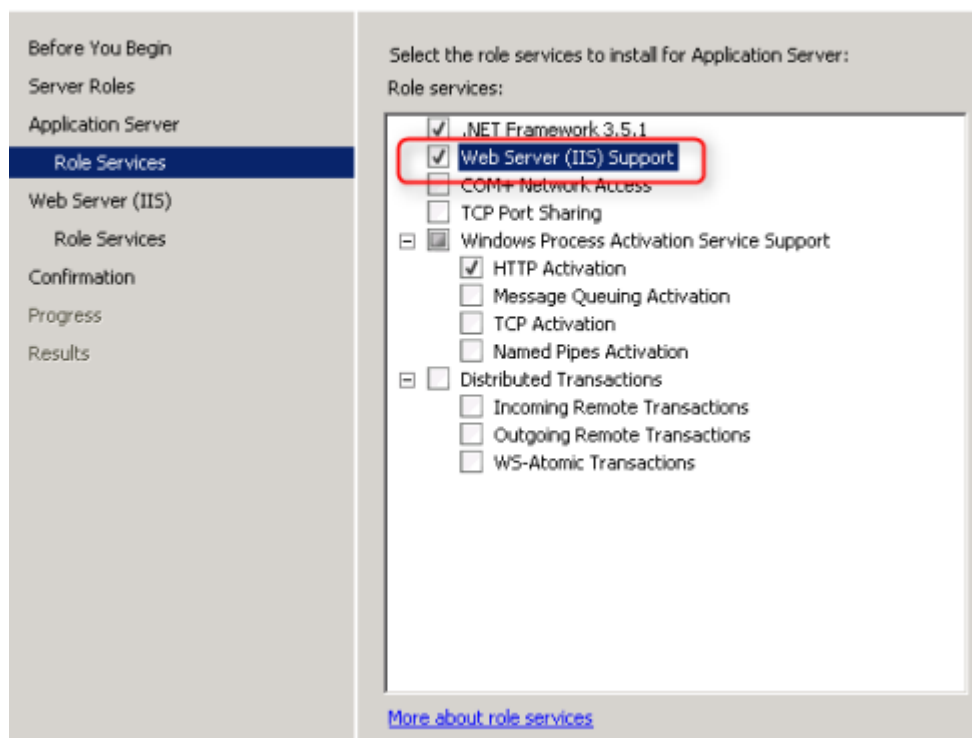 Before You Begin
Server Roles
Application Server
Role Services
Web Server (IIS)
Role Services
Confirmation
Progress
Results
Select the role services to install for Application Server:
Role services:
.NET Framework 3.5.1
Web Server (IIS) Support
COM+ Network Access
TCP Port Sharing
Windows Process Activation Service Support
HTTP Activation
Message Queuing Activation
TCP Activation
Named Pipes Activation
Distributed Transactions
Incoming Remote Transactions
Outgoing Remote Transactions
WS-Atomic Transactions
More about role services